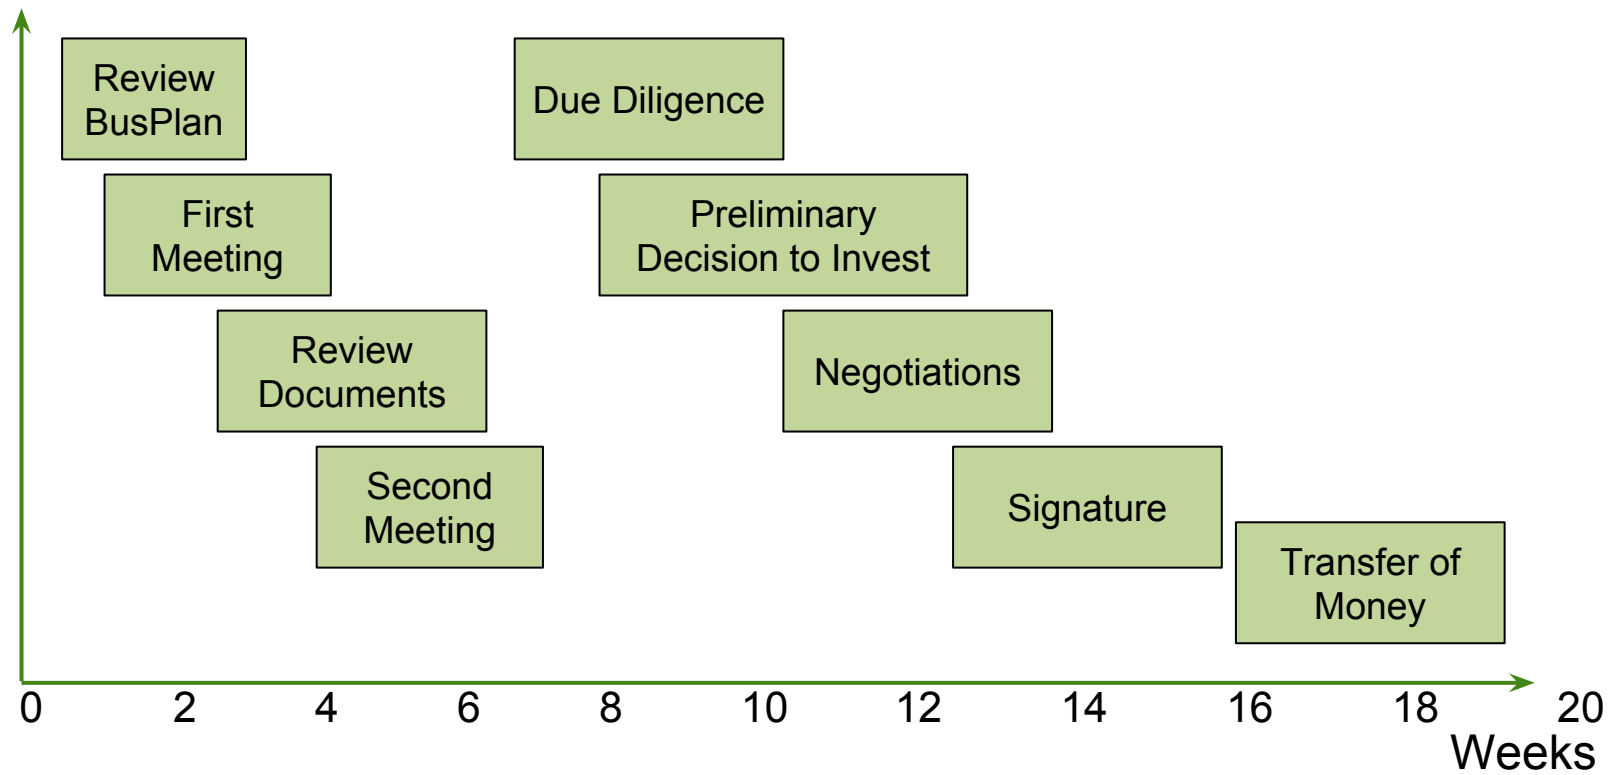 Review
BusPlan
Due Diligence
First
Meeting
Preliminary
Decision to Invest
Review
Documents
Negotiations
Second
Meeting
Signature
Transfer of
Money
0 2 4 6 8 10 12 14 16 18 20
Weeks